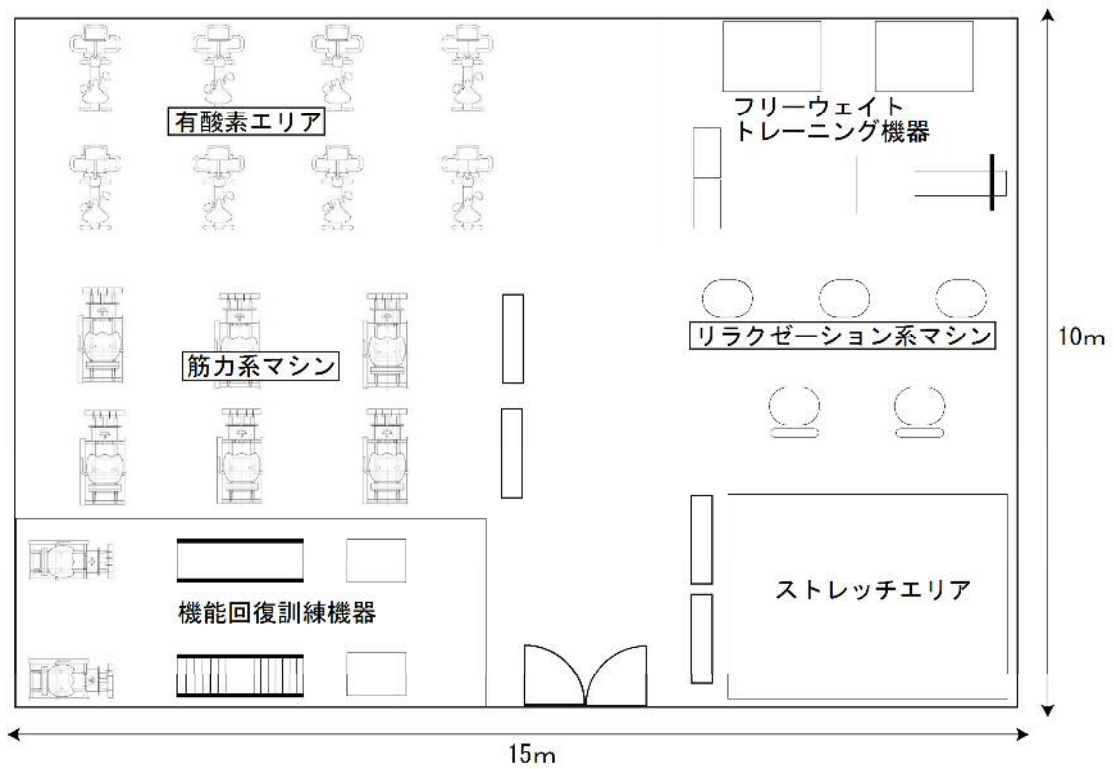 有酸素エリア
フリーウェイト
トレーニング機器
リラクゼーション系マシン
10m
筋力系マシン
機能回復訓練機器
ストレッチエリア
15m